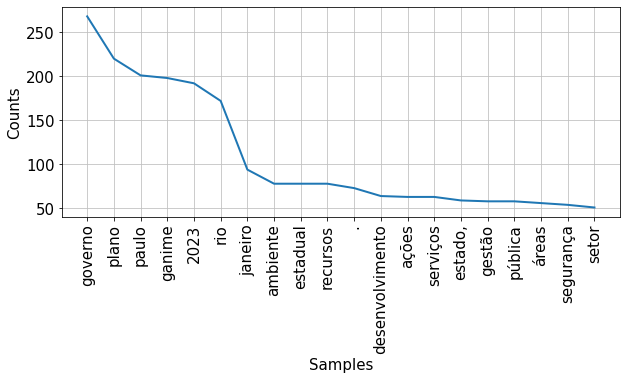 250
200
150
100
50
Counts
governo
plano
paulo
ganime
2023
rio
janeiro
ambiente
estadual
recursos
.
desenvolvimento
ações
serviços
estado,
gestão
pública
áreas
segurança
setor
Samples